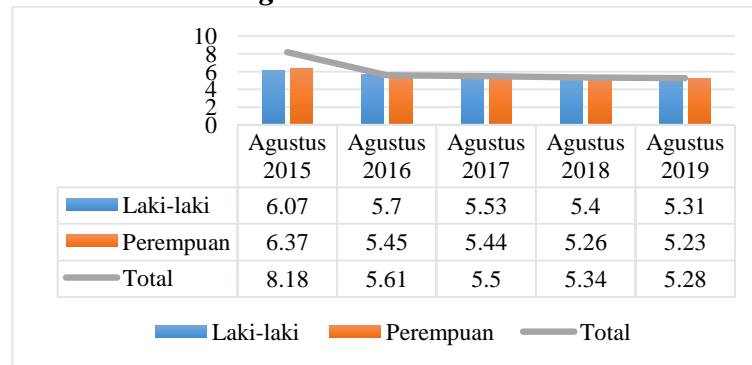 10
8
6
4
2
0
Agustus 2015 Agustus 2016 Agustus 2017 Agustus 2018 Agustus 2019
Laki-laki 6.07 5.7 5.53 5.4 5.31
Perempuan 6.37 5.45 5.44 5.26 5.23
Total 8.18 5.61 5.5 5.34 5.28
Laki-laki Perempuan Total